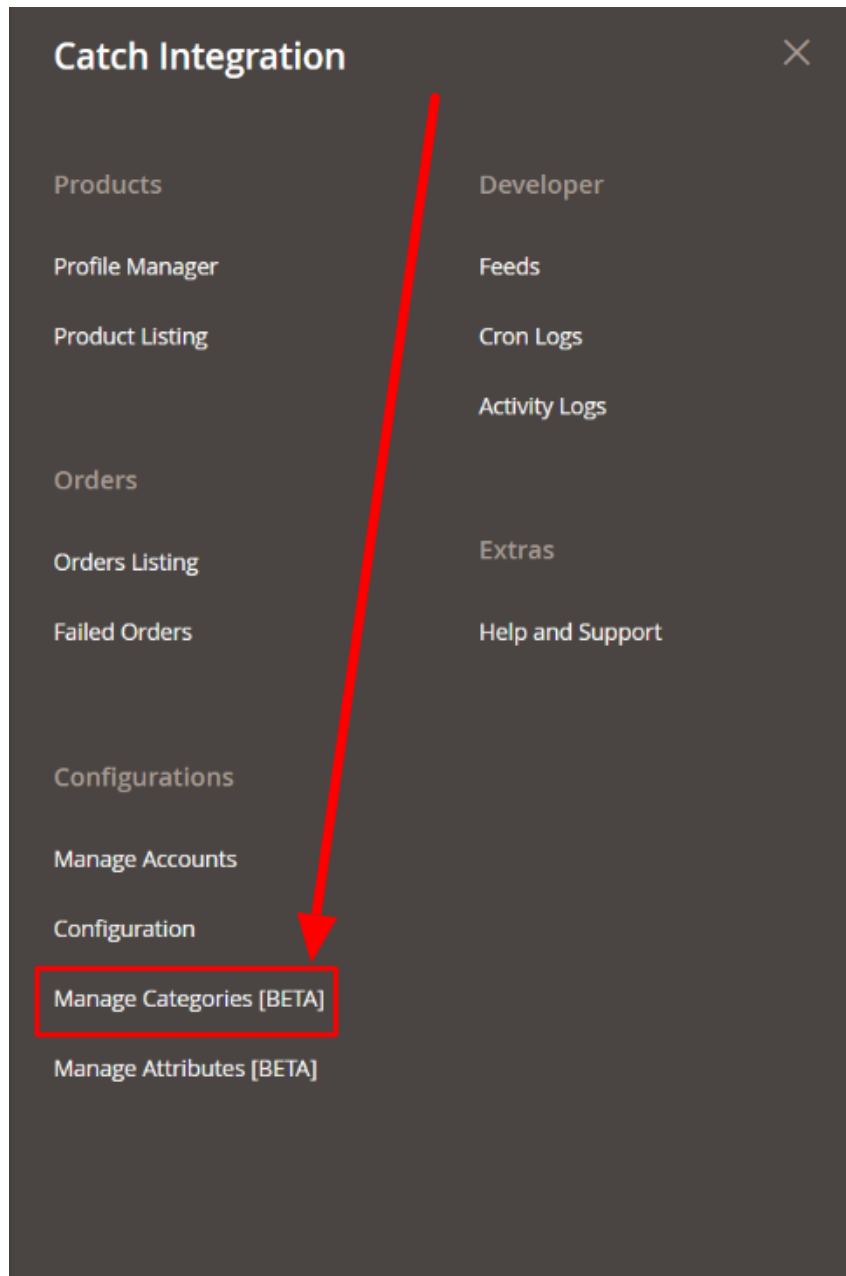 Catch Integration
Products
Profile Manager
Product Listing
Orders
Orders Listing
Failed Orders
Configurations
Manage Accounts
Configuration
Manage Categories [BETA]
Manage Attributes [BETA]
Developer
Feeds
Cron Logs
Activity Logs
Extras
Help and Support